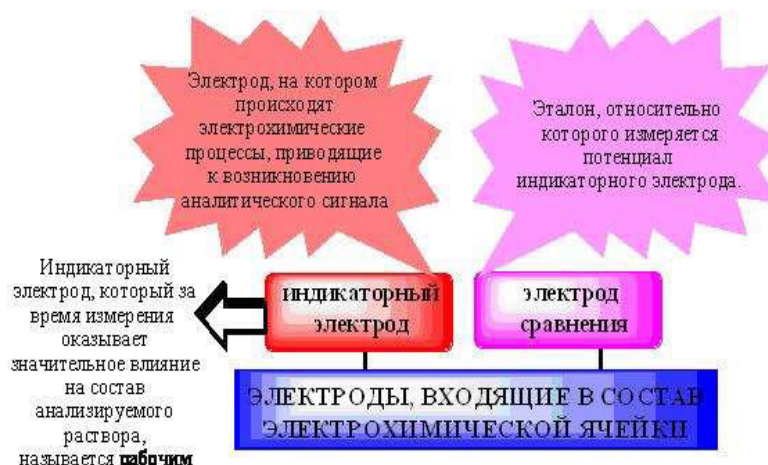 Электрод, на котором
происходят
электрохимические
процессы, приводящие
к возникновению
аналитического сигнала
Эталон, относительно
которого измеряется
потенциал
индикаторного электрода.
Индикаторный
электрод, который за
время измерения
оказывает
значительное влияние
на состав
анализируемого
раствора,
называется рабочим
индикаторный
электрод
электрод
сравнения
ЭЛЕКТРОДЫ, ВХОДЯЩИЕ В СОСТАВ
ЭЛЕКТРОХИМИЧЕСКОЙ ЯЧЕЙКИ